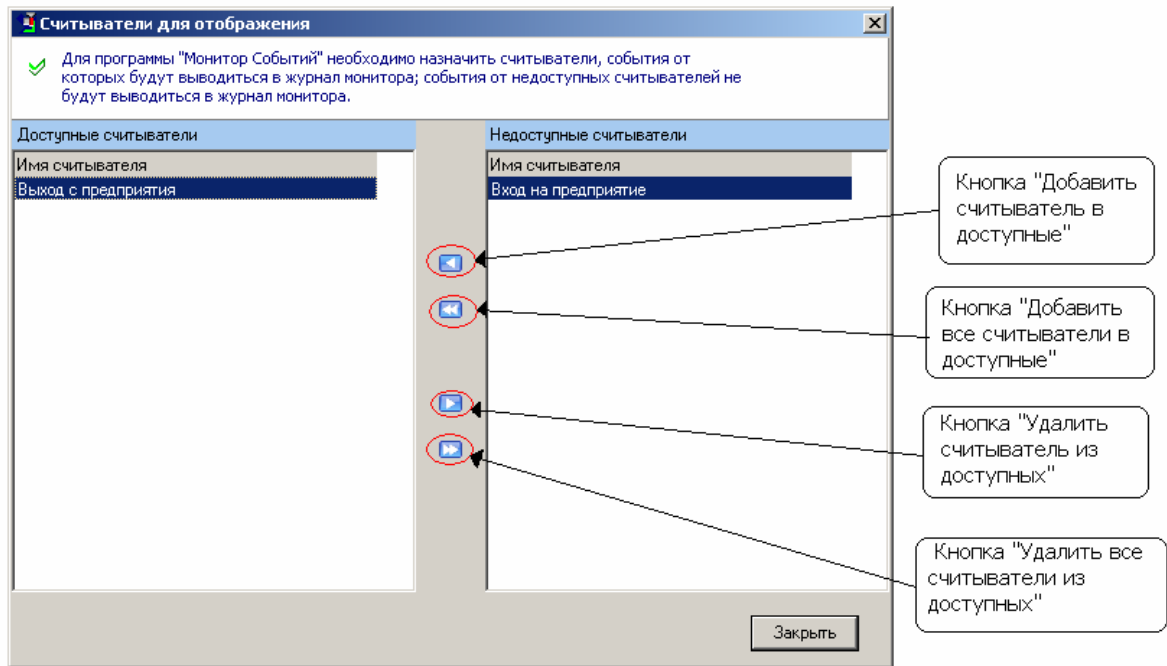 Считыватели для отображения
Для программы "Монитор Событий" необходимо назначить считыватели, события от
которых будут выводиться в журнал монитора; события от недоступных считывателей не
будут выводиться в журнал монитора.
Доступные считыватели
Недоступные считыватели
Имя считывателя
Имя считывателя
Выход с предприятия
Вход на предприятие
Кнопка "Добавить
считыватель в
доступные"
Кнопка "Добавить
все считыватели в
доступные"
Кнопка "Удалить
считыватель из
доступных"
Кнопка "Удалить все
считыватели из
доступных"
Закрыть